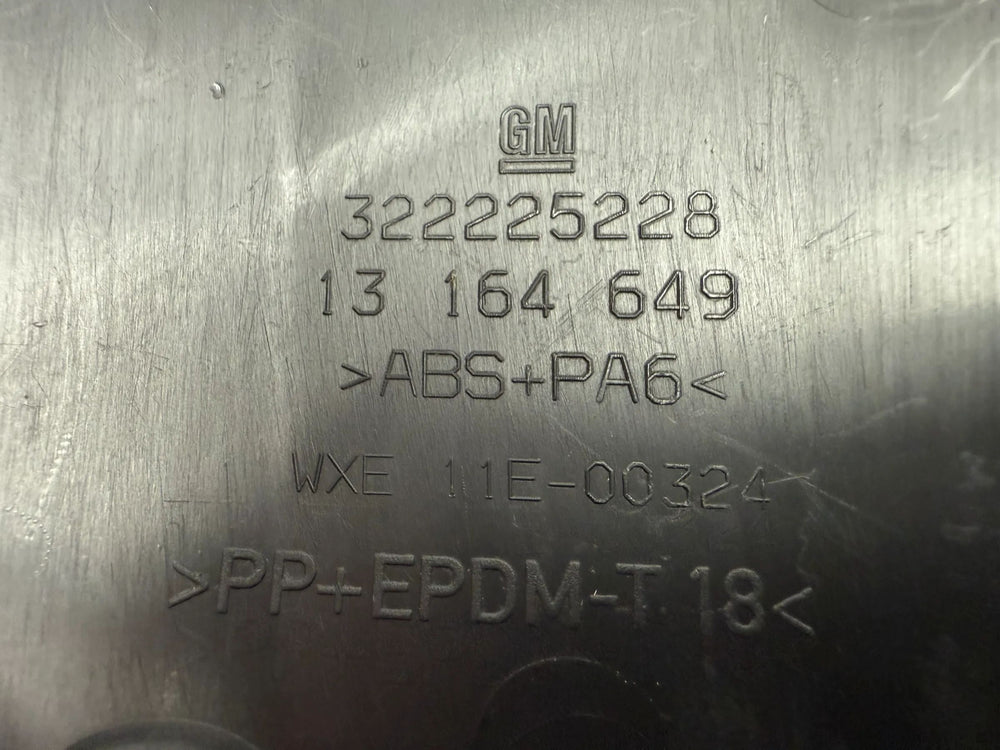 GM
322225228
13 164 649
>ABS+PA6<
WXE 11E-00324
>PP+EPDM-T 18<